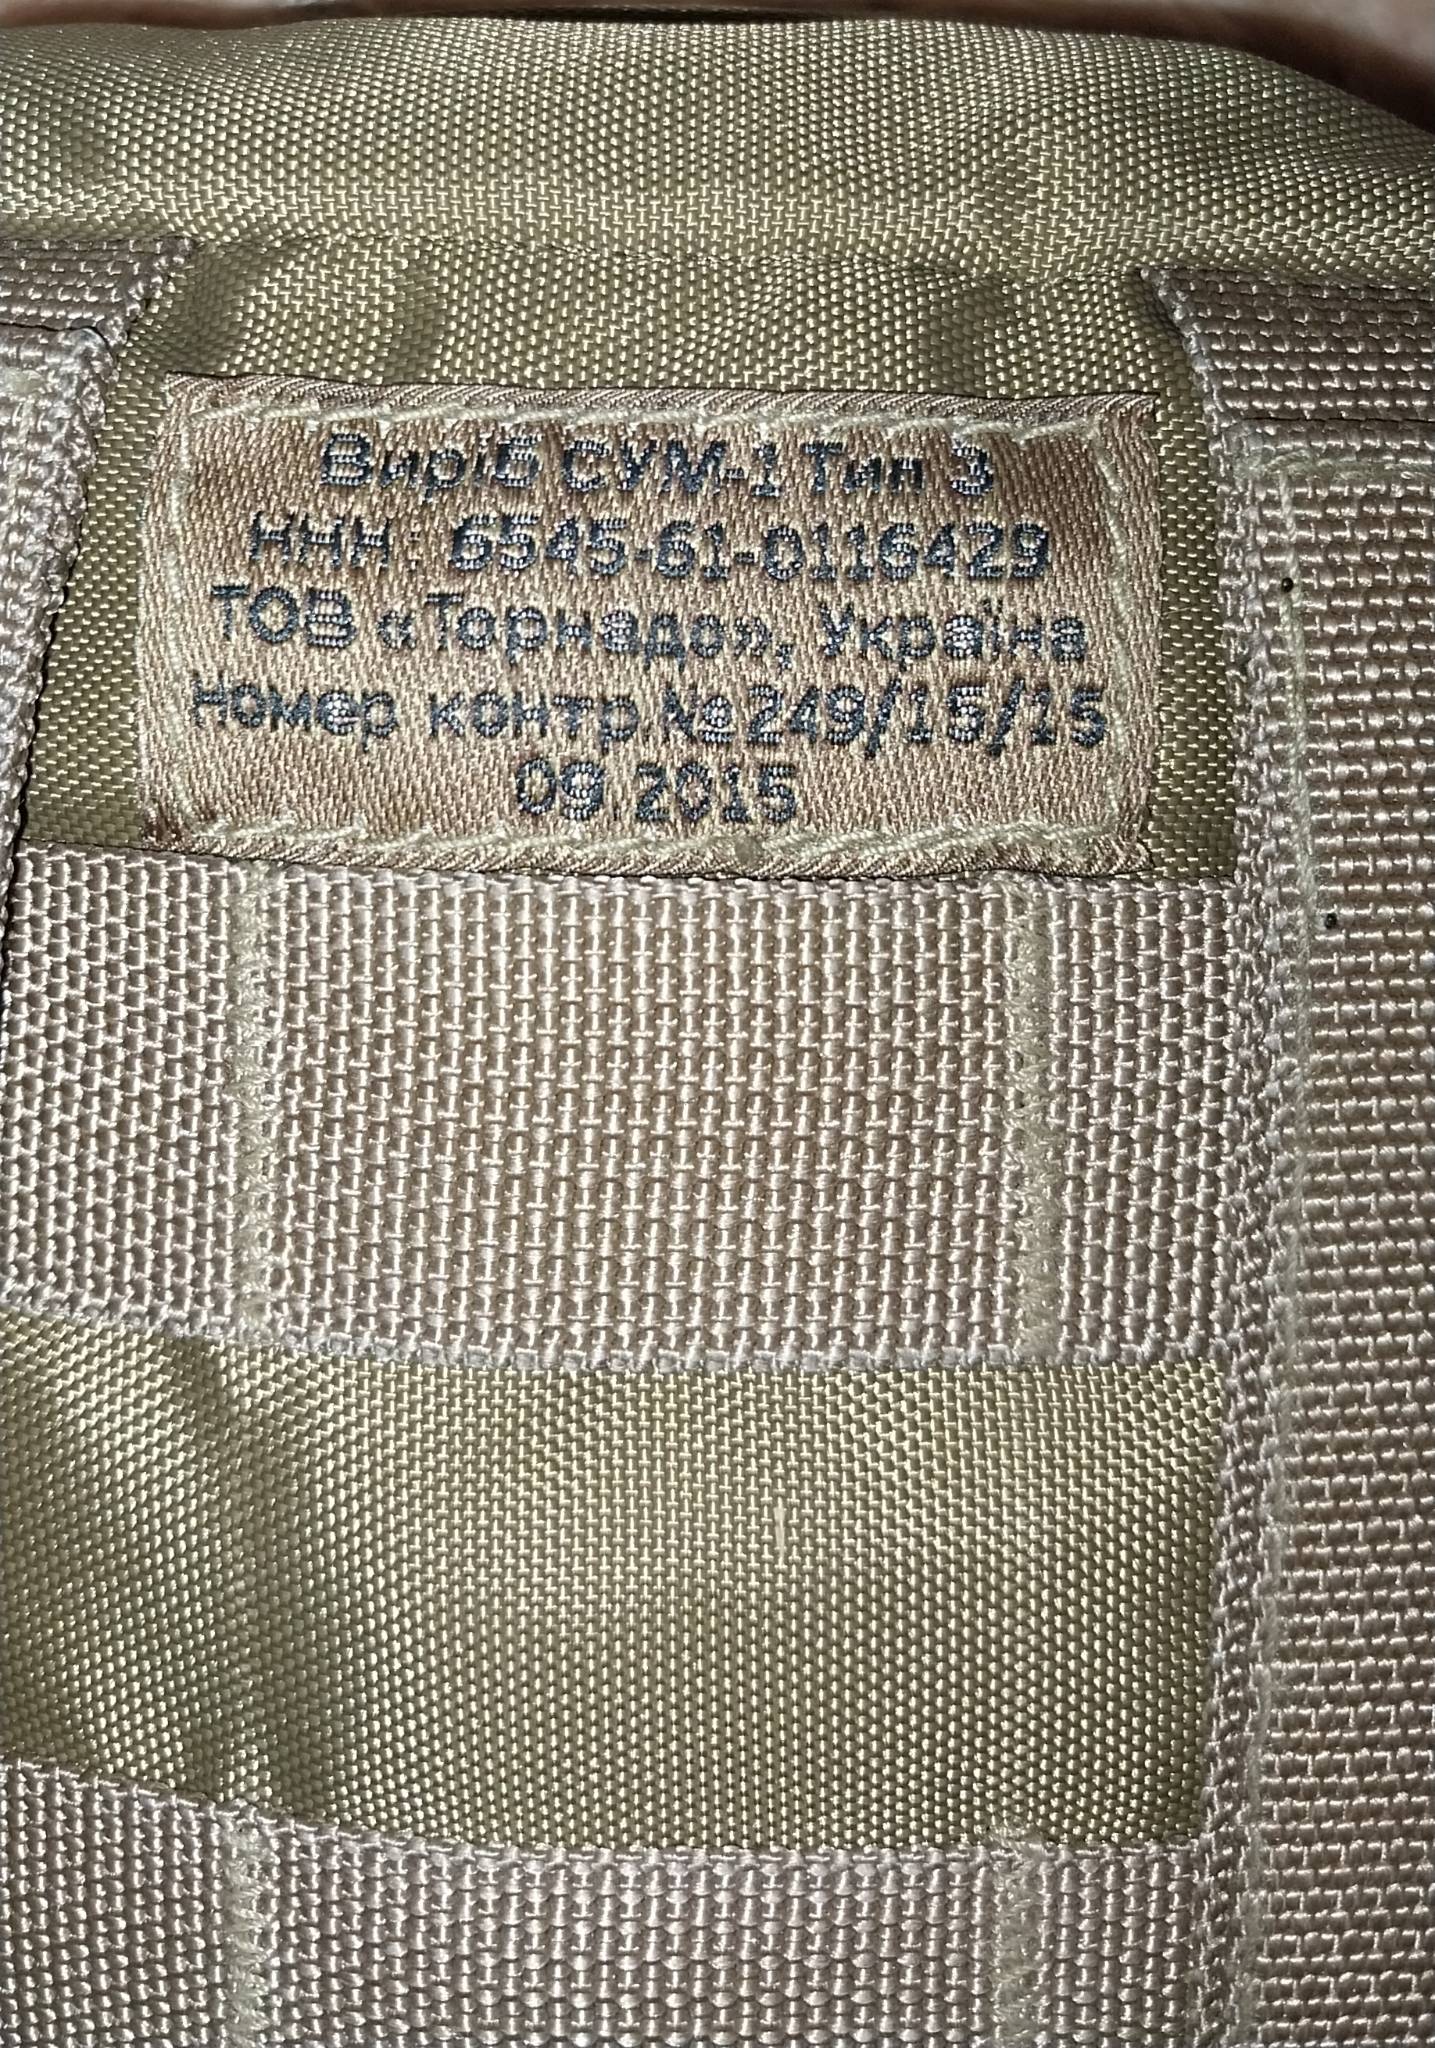 Виріб СУМ-1 Тип 3
ННН : 6545-61-0116429
ТОВ «Торнадо», Україна
Номер контр.№249/15/15
09.2015